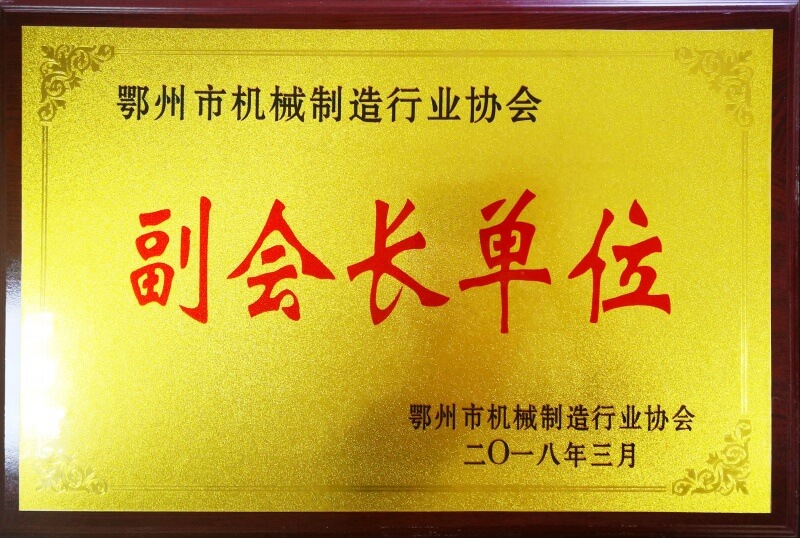 鄂州市机械制造行业协会
副会长单位
鄂州市机械制造行业协会
二〇一八年三月